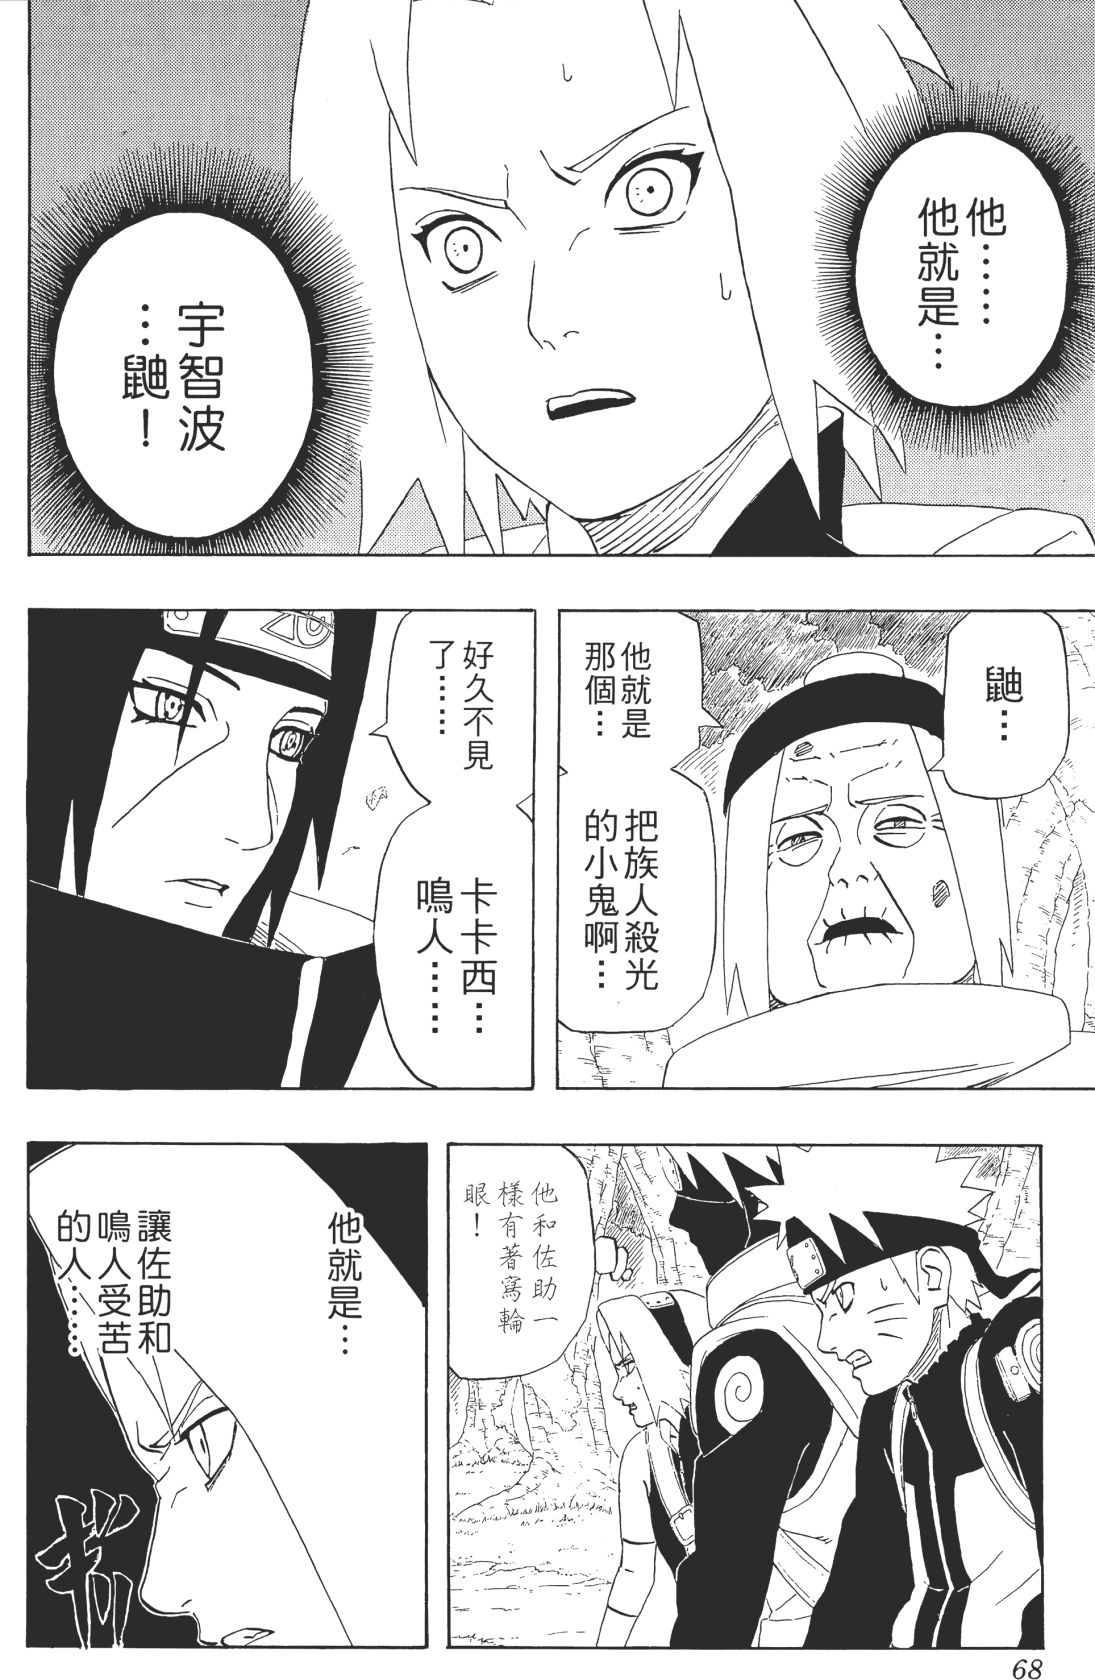 他……
他就是…
宇智波
…鼬！
鼬…
他就是
那個…
把族人殺光
的小鬼啊…
好久不見
了……
卡卡西…
鳴人……
他和佐助一
樣有著寫輪
眼！
他就是…
讓佐助和
鳴人受苦
的人……
ギ
68